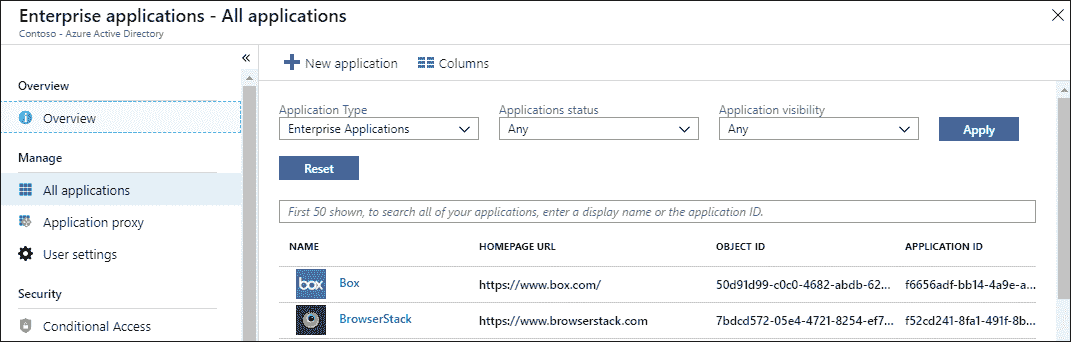 Enterprise applications - All applications
Contoso - Azure Active Directory
Overview
Overview
Manage
All applications
Application proxy
User settings
Security
Conditional Access
New application
Columns
Application Type
Applications status
Application visibility
Enterprise Applications
Any
Any
Apply
Reset
First 50 shown, to search all of your applications, enter a display name or the application ID.
NAME HOMEPAGE URL OBJECT ID APPLICATION ID
box Box https://www.box.com/ 50d91d99-c0c0-4682-abdb-62... f6656adf-bb14-4a9e-a...
BrowserStack https://www.browserstack.com 7bdcd572-05e4-4721-8254-ef7... f52cd241-8fa1-491f-8b...